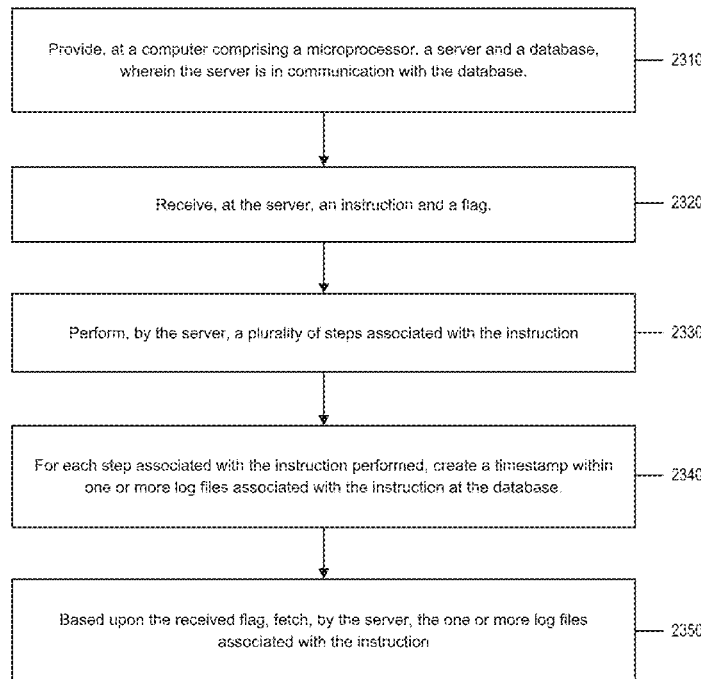 Provide, at a computer comprising a microprocessor, a server and a database,
wherein the server is in communication with the database.
2310
Receive, at the server, an instruction and a flag.
2320
Perform, by the server, a plurality of steps associated with the instruction
2330
For each step associated with the instruction performed, create a timestamp within
one or more log files associated with the instruction at the database.
2340
Based upon the received flag, fetch, by the server, the one or more log files
associated with the instruction
2350